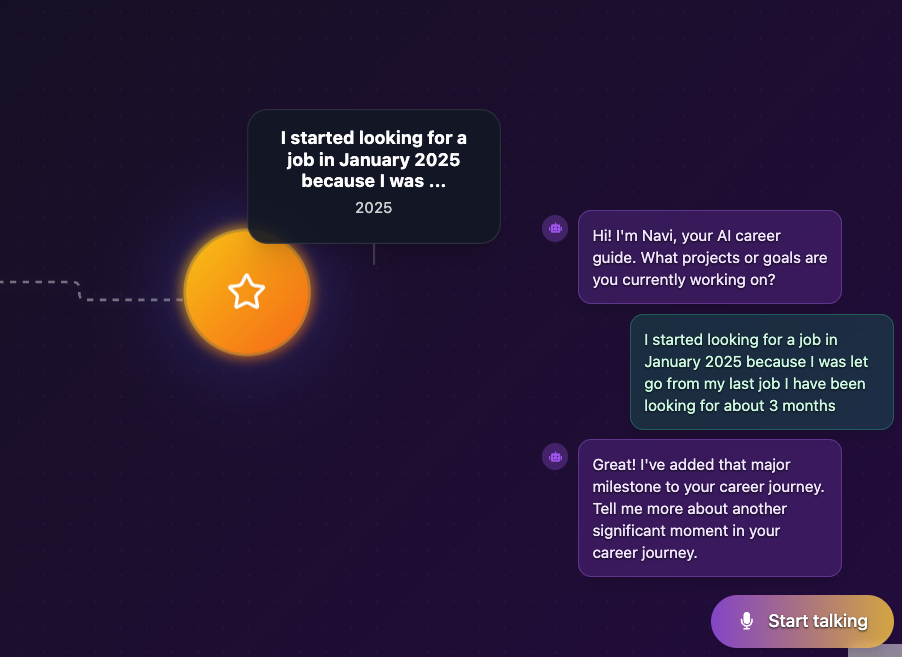 I started looking for a
job in January 2025
because I was ...
2025
Hi! I'm Navi, your AI career
guide. What projects or goals are
you currently working on?
I started looking for a job in
January 2025 because I was let
go from my last job I have been
looking for about 3 months
Great! I've added that major
milestone to your career journey.
Tell me more about another
significant moment in your
career journey.
Start talking